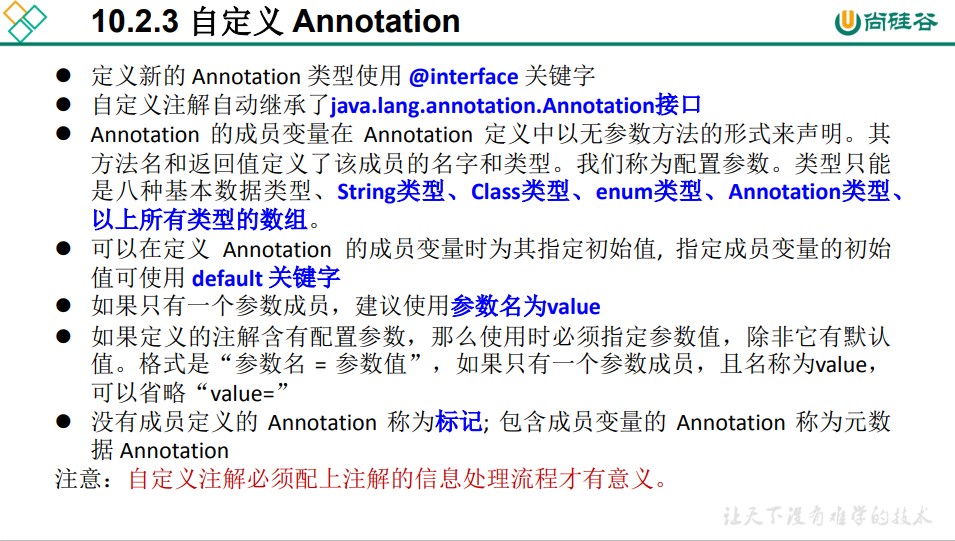 10.2.3 自定义 Annotation
尚硅谷
定义新的 Annotation 类型使用 @interface 关键字
自定义注解自动继承了java.lang.annotation.Annotation接口
Annotation 的成员变量在 Annotation 定义中以无参数方法的形式来声明。其
方法名和返回值定义了该成员的名字和类型。我们称为配置参数。类型只能
是八种基本数据类型、String类型、Class类型、enum类型、Annotation类型、
以上所有类型的数组。
可以在定义 Annotation 的成员变量时为其指定初始值, 指定成员变量的初始
值可使用 default 关键字
如果只有一个参数成员，建议使用参数名为value
如果定义的注解含有配置参数，那么使用时必须指定参数值，除非它有默认
值。格式是“参数名 = 参数值”，如果只有一个参数成员，且名称为value，
可以省略“value=”
没有成员定义的 Annotation 称为标记; 包含成员变量的 Annotation 称为元数
据 Annotation
注意：自定义注解必须配上注解的信息处理流程才有意义。
让天下没有难学的技术